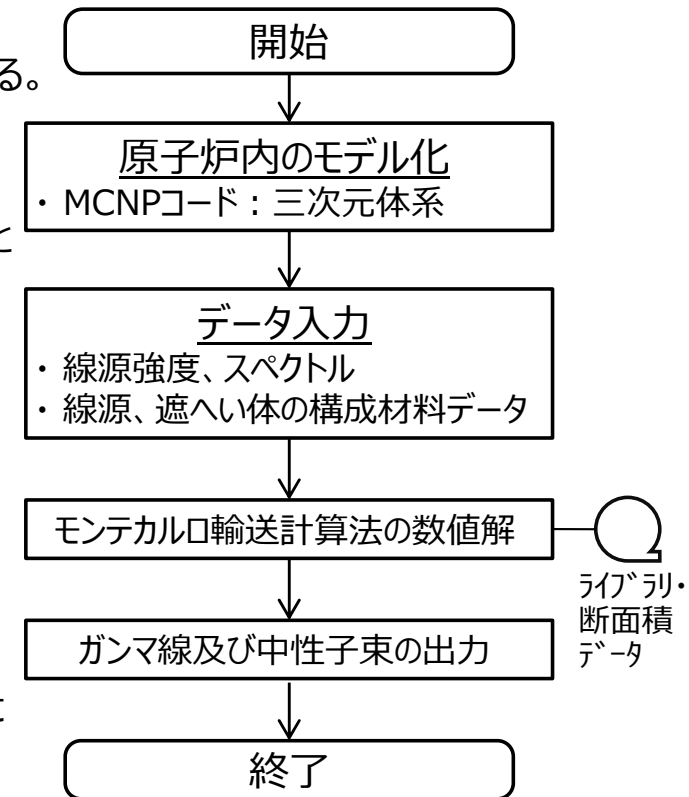 開始
る。
原子炉内のモデル化
・ MCNPコード：三次元体系
と
データ入力
・ 線源強度、スペクトル
・ 線源、遮へい体の構成材料データ
モンテカルロ輸送計算法の数値解
ﾗｲﾌﾞﾗﾘ・
断面積
ﾃﾞｰﾀ
ガンマ線及び中性子束の出力
終了